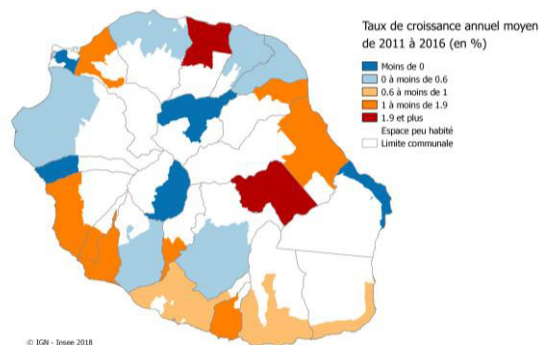 Taux de croissance annuel moyen
de 2011 à 2016 (en %)
Moins de 0
0 à moins de 0.6
0.6 à moins de 1
1 à moins de 1.9
1.9 et plus
Espace peu habité
Limite communale
© IGN - Insee 2018